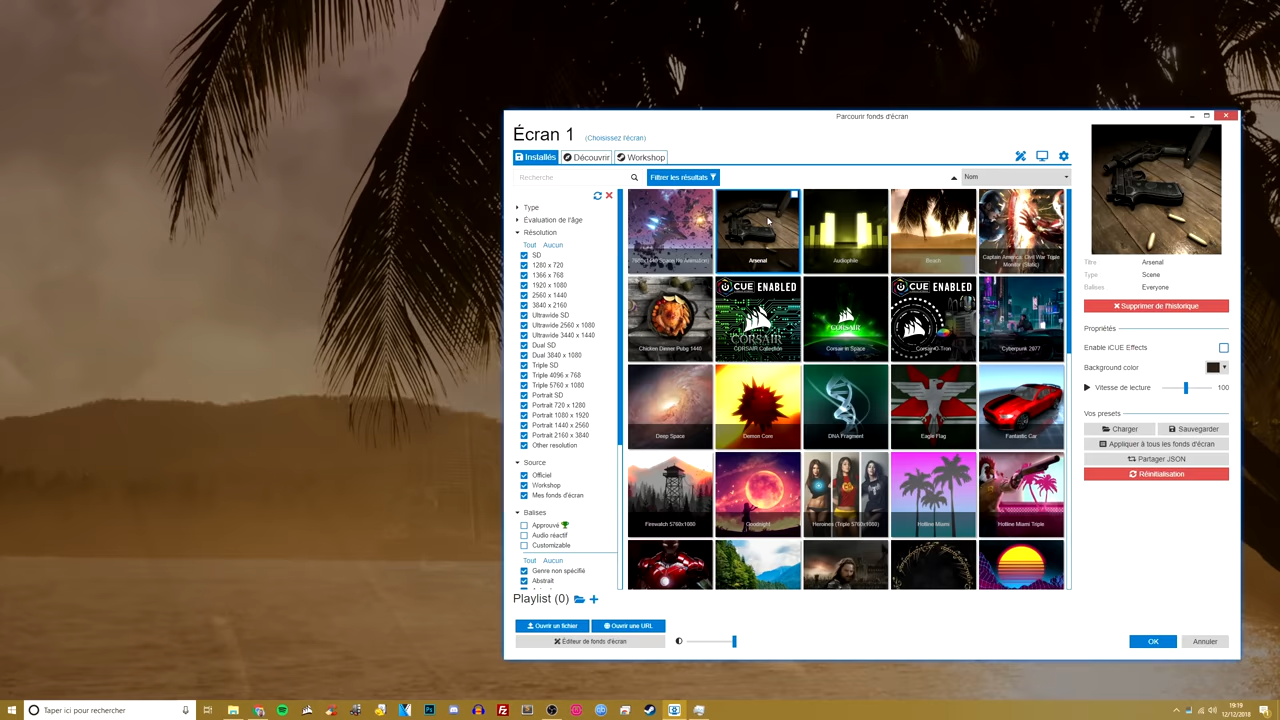 Parcourir fonds d'écran
Écran 1
(Choisissez l'écran)
Installés
Découvrir
Workshop
Recherche
Filtrer les résultats
Nom
Type
Évaluation de l'âge
Résolution
Tout Aucun
SD
1280 x 720
1366 x 768
1920 x 1080
2560 x 1440
3840 x 2160
Ultrawide SD
Ultrawide 2560 x 1080
Ultrawide 3440 x 1440
Dual SD
Dual 3840 x 1080
Triple SD
Triple 4096 x 768
Triple 5760 x 1080
Portrait SD
Portrait 720 x 1280
Portrait 1080 x 1920
Portrait 1440 x 2560
Portrait 2160 x 3840
Other resolution
Source
Officiel
Workshop
Mes fonds d'écran
Balises
Approuvé
Audio réactif
Customizable
Tout Aucun
Genre non spécifié
Abstrait
Arsenal
Audiophile
Beach
Captain America: Civil War Triple
Monitor (Static)
Chicken Dinner Pubg 1440
CUE ENABLED
CORSAIR
CORSAIR Collection
CORSAIR
Corsair in Space
CUE ENABLED
CORSAIR
Corsair-O-Tron
Cyberpunk 2077
Deep Space
Demon Core
DNA Fragment
Eagle Flag
Fantastic Car
Firewatch 5760x1080
Goodnight
Heroines (Triple 5760x1080)
Hotline Miami
Hotline Miami Triple
Titre Arsenal
Type Scene
Balises Everyone
Supprimer de l'historique
Propriétés
Enable iCUE Effects
Background color
Vitesse de lecture 100
Vos presets
Charger
Sauvegarder
Appliquer à tous les fonds d'écran
Partager JSON
Réinitialisation
Playlist (0)
Ouvrir un fichier
Ouvrir une URL
Éditeur de fonds d'écran
OK
Annuler
Taper ici pour rechercher
Ps
Fz
19:19
12/12/2018